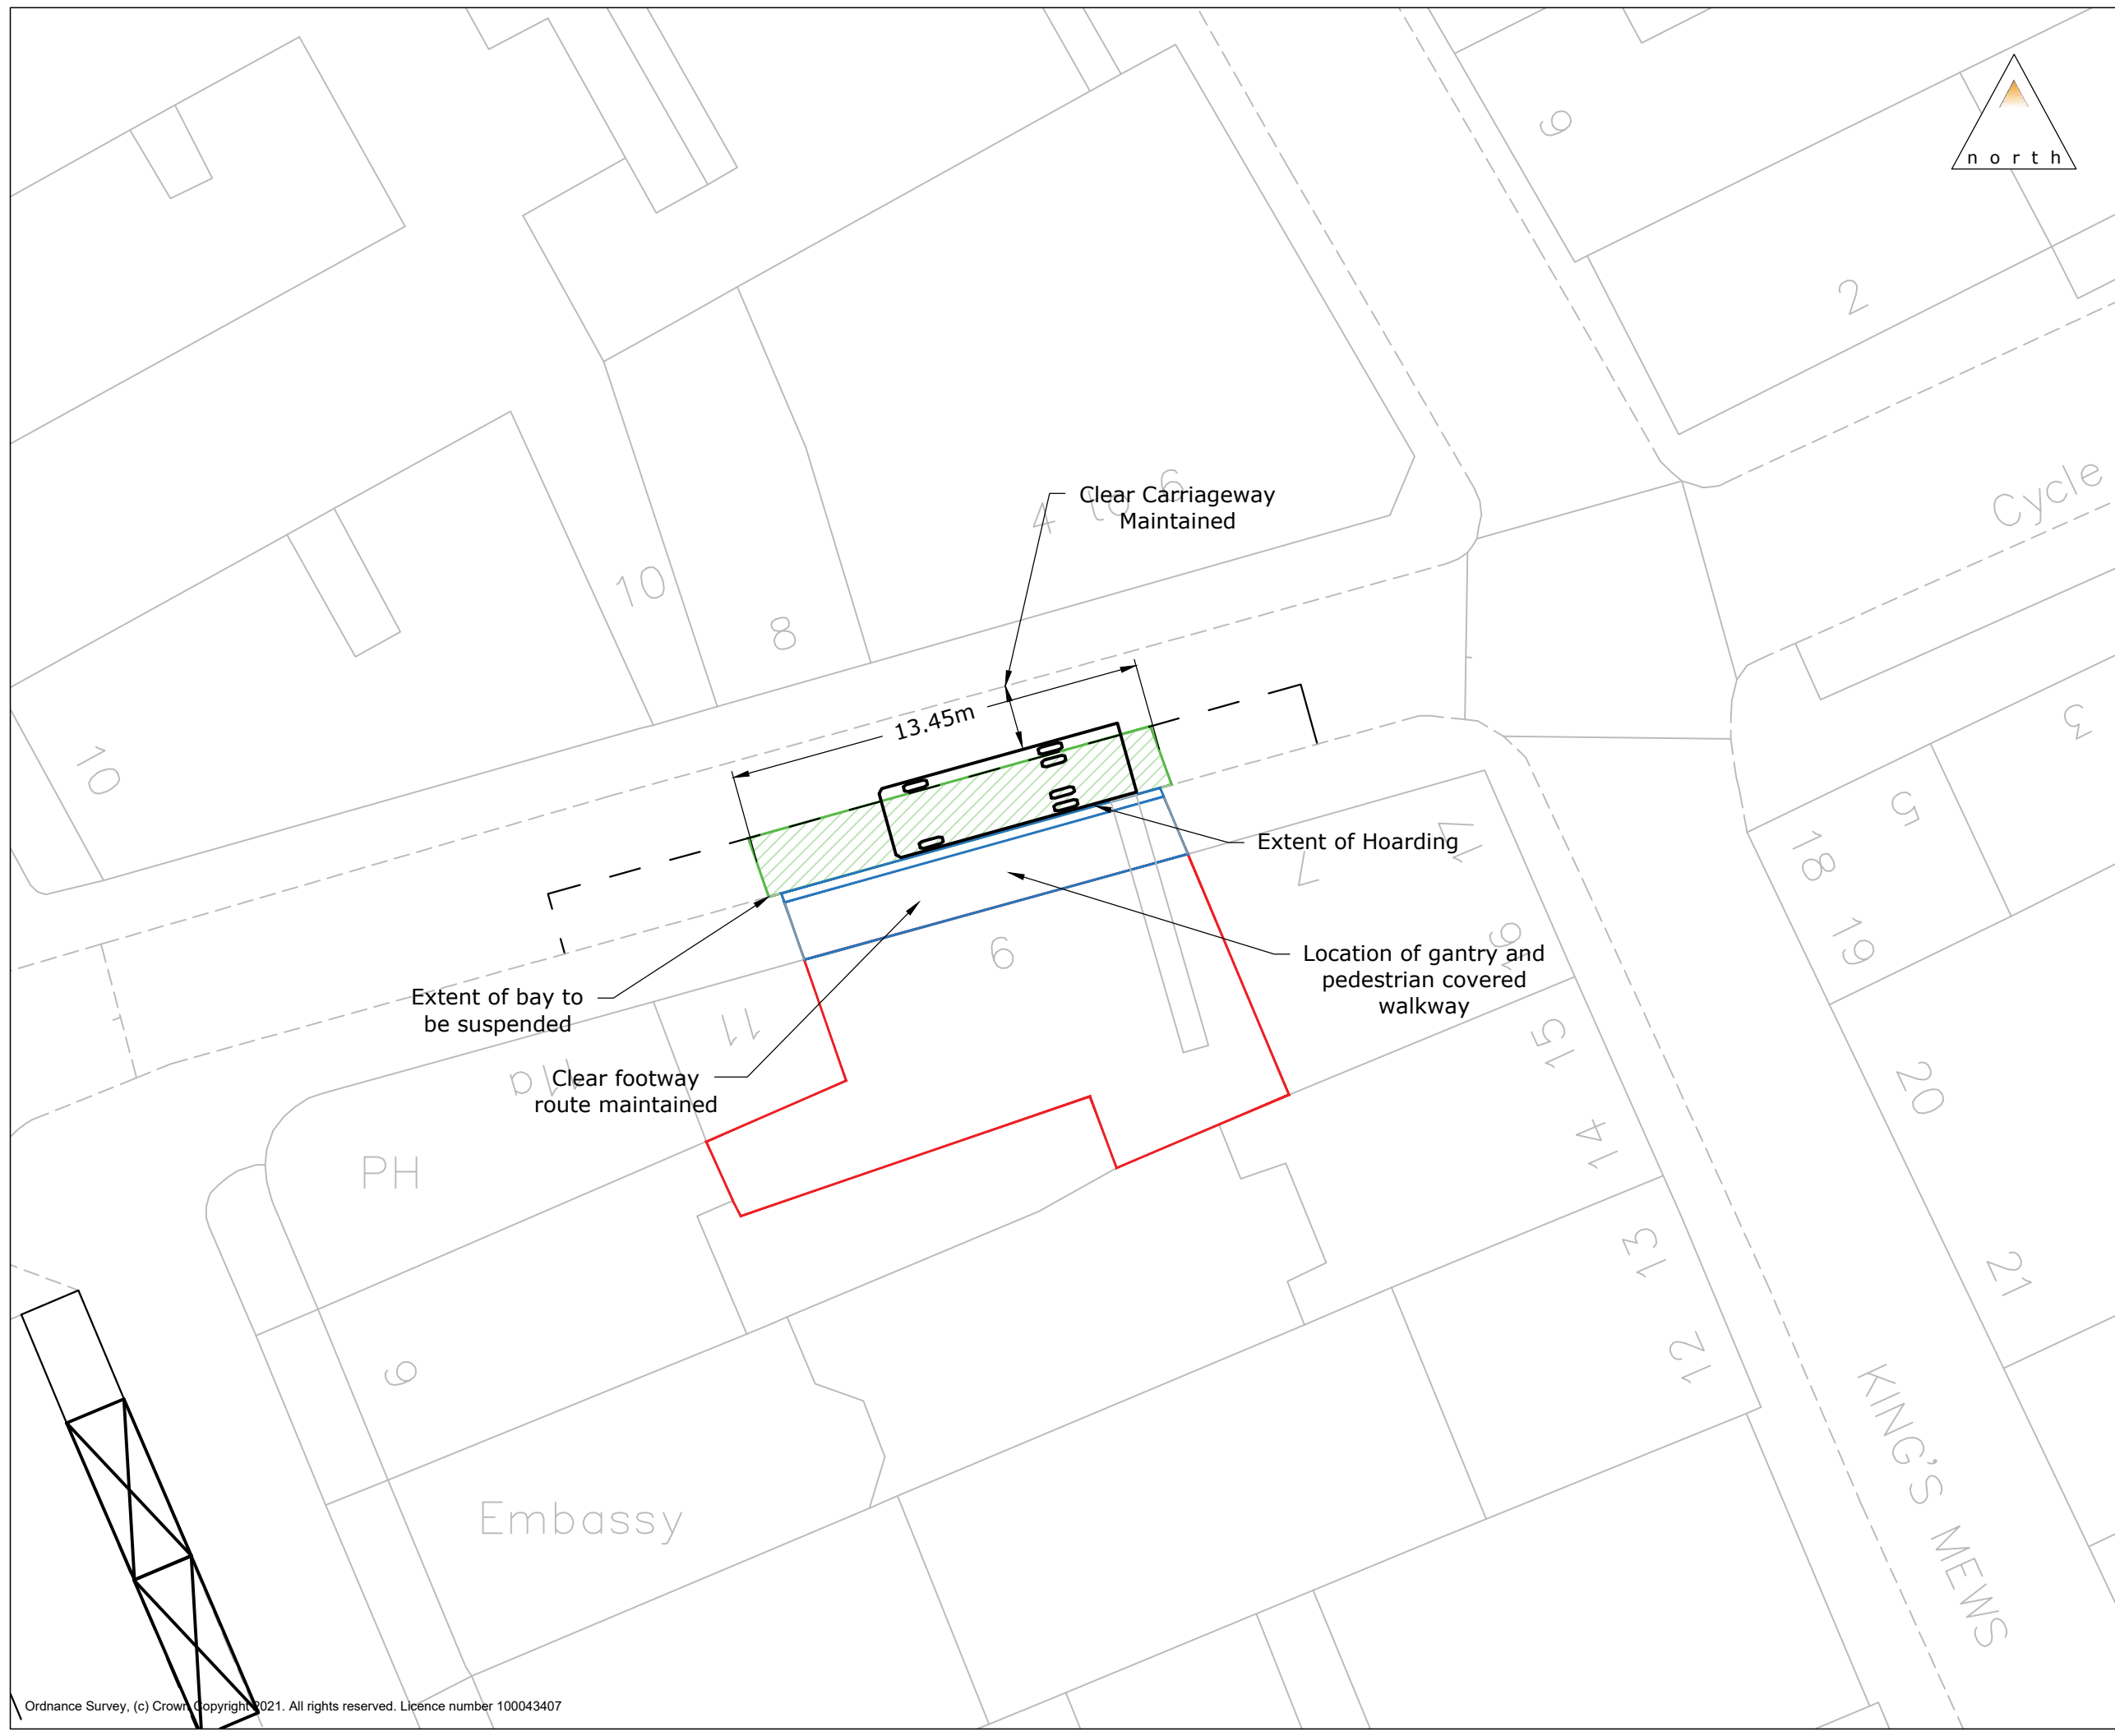 north
6
2
Cycle
4 to 6
Clear Carriageway
Maintained
10
8
10
13.45m
3
5
18
19
Extent of Hoarding
7
17
16
9
Location of gantry and
pedestrian covered
walkway
Extent of bay to
be suspended
11
11a
Clear footway
route maintained
15
20
14
PH
13
21
12
9
KING'S MEWS
Embassy
Ordnance Survey, (c) Crown Copyright 2021. All rights reserved. Licence number 100043407